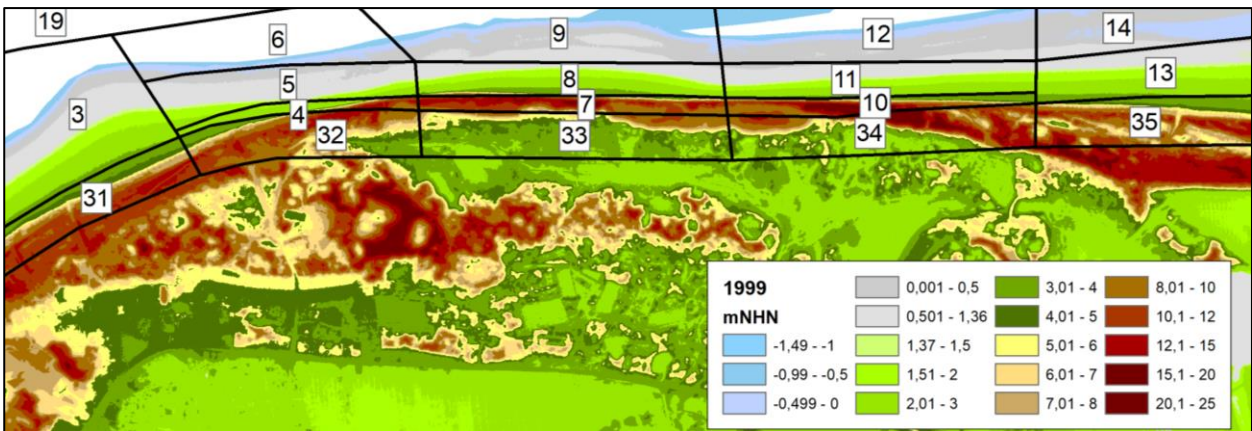 19
6
9
12
14
3
5
8
11
13
4
7
10
32
33
34
35
31
1999
mNHN
-1,49 - -1
-0,99 - -0,5
-0,499 - 0
0,001 - 0,5
0,501 - 1,36
1,37 - 1,5
1,51 - 2
2,01 - 3
3,01 - 4
4,01 - 5
5,01 - 6
6,01 - 7
7,01 - 8
8,01 - 10
10,1 - 12
12,1 - 15
15,1 - 20
20,1 - 25